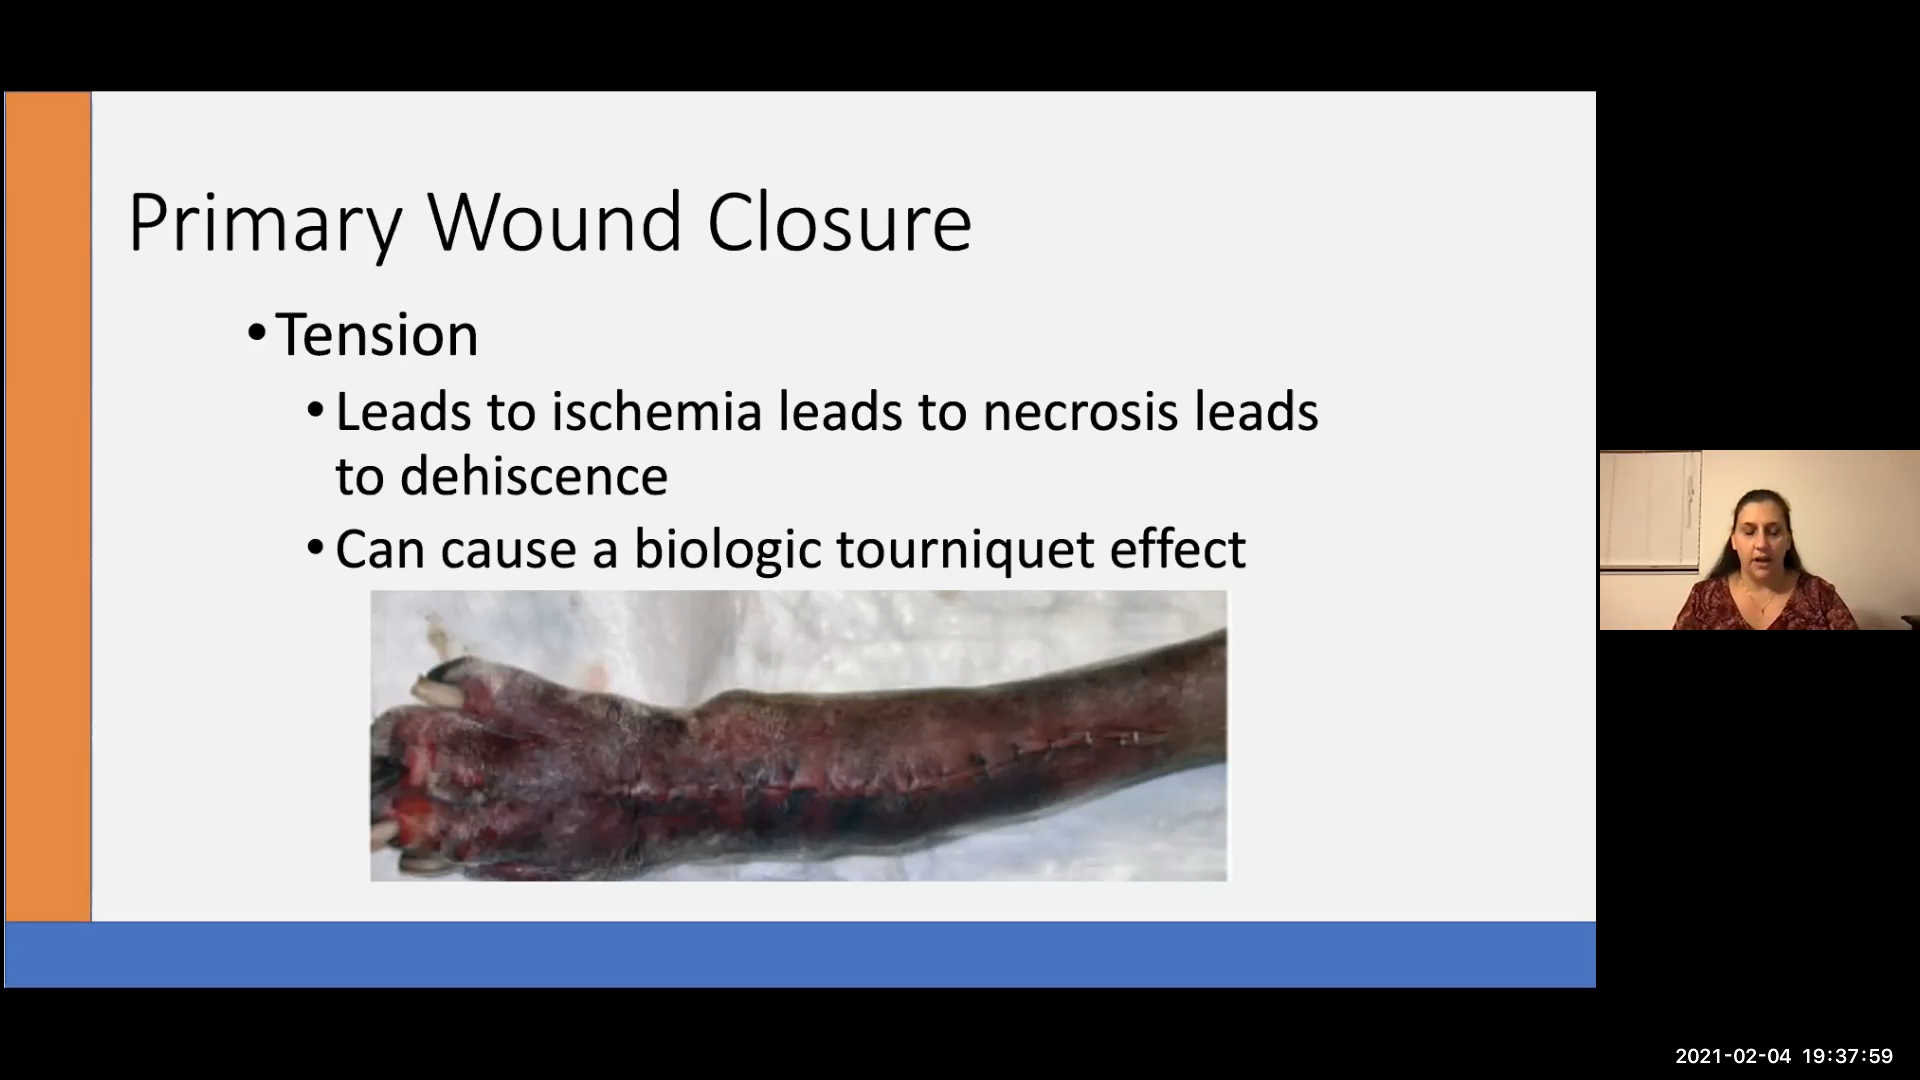 Primary Wound Closure
•Tension
•Leads to ischemia leads to necrosis leads
to dehiscence
•Can cause a biologic tourniquet effect
2021-02-04 19:37:59